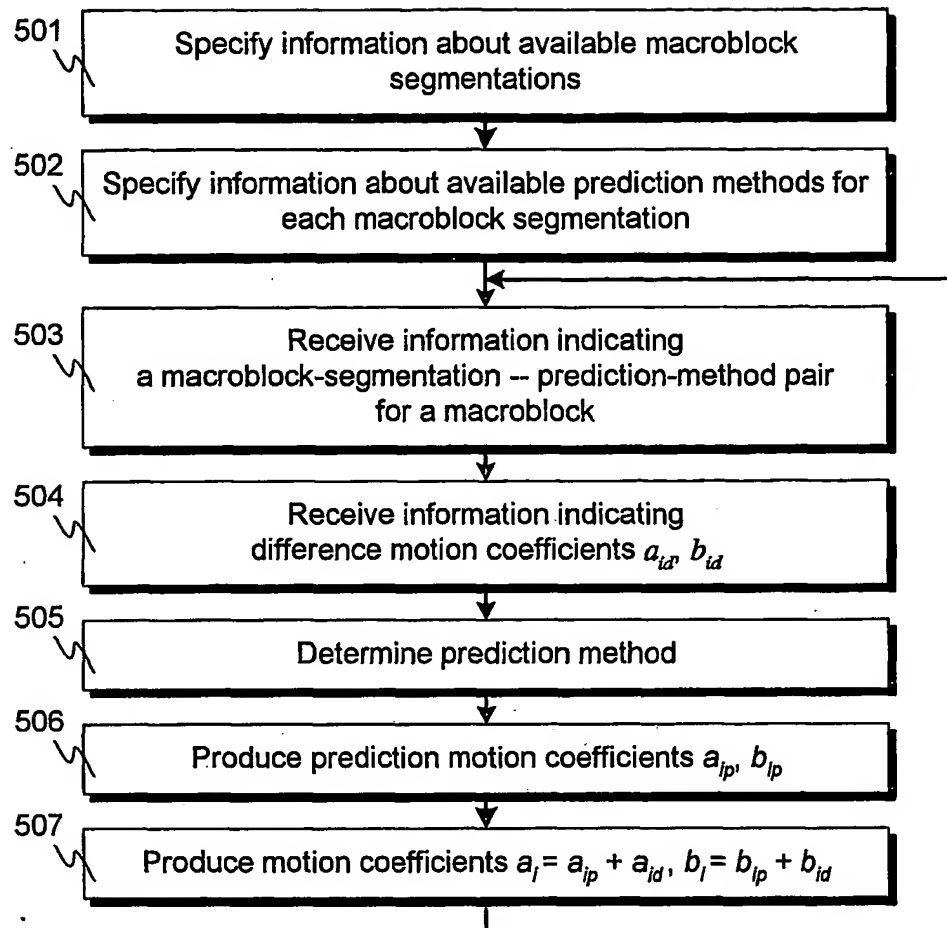 501
Specify information about available macroblock
segmentations
502
Specify information about available prediction methods for
each macroblock segmentation
503
Receive information indicating
a macroblock-segmentation -- prediction-method pair
for a macroblock
504
Receive information indicating
difference motion coefficients a_id, b_id
505
Determine prediction method
506
Produce prediction motion coefficients a_ip, b_ip
507
Produce motion coefficients a_i = a_ip + a_id, b_i = b_ip + b_id